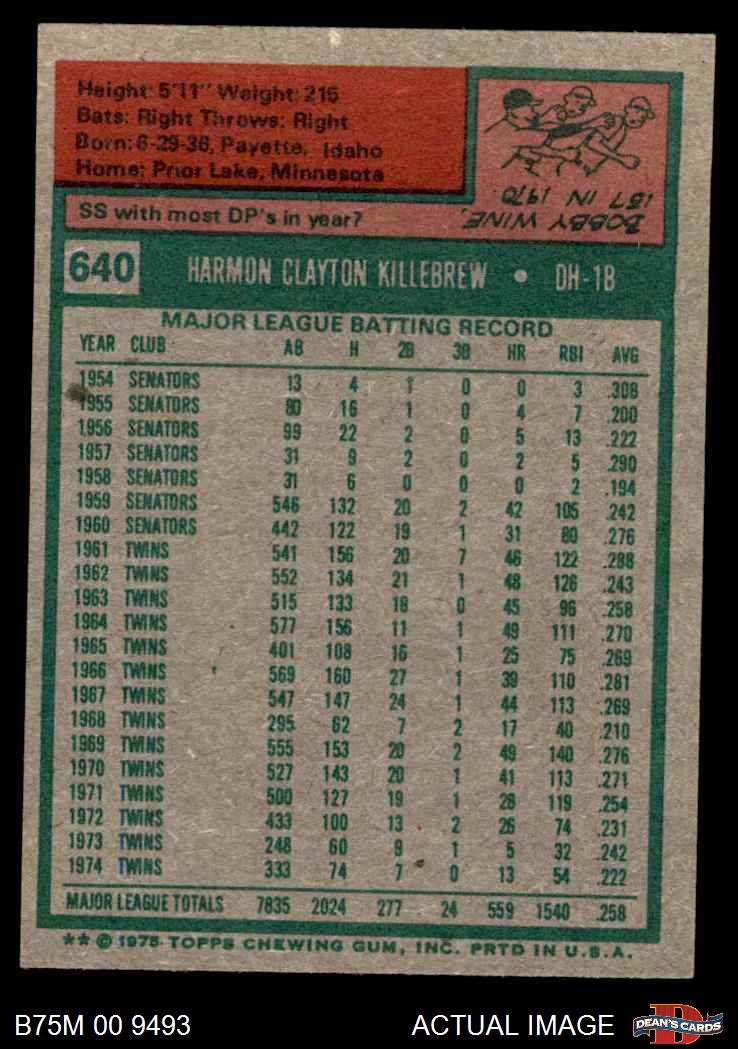 Height: 5'11" Weight: 215
Bats: Right Throws: Right
Born: 6-29-36, Payette, Idaho
Home: Prior Lake, Minnesota
SS with most DP's in year?
BOBBY WINE,
157 IN 1970
640 HARMON CLAYTON KILLEBREW • DH-1B
MAJOR LEAGUE BATTING RECORD
YEAR CLUB AB H 2B 3B HR RBI AVG
1954 SENATORS 13 4 1 0 0 3 .308
1955 SENATORS 80 16 1 0 4 7 .200
1956 SENATORS 99 22 2 0 5 13 .222
1957 SENATORS 31 9 2 0 2 5 .290
1958 SENATORS 31 6 0 0 0 2 .194
1959 SENATORS 546 132 20 2 42 105 .242
1960 SENATORS 442 122 19 1 31 80 .276
1961 TWINS 541 156 20 7 46 122 .288
1962 TWINS 552 134 21 1 48 126 .243
1963 TWINS 515 133 18 0 45 96 .258
1964 TWINS 577 156 11 1 49 111 .270
1965 TWINS 401 108 16 1 25 75 .269
1966 TWINS 569 160 27 1 39 110 .281
1967 TWINS 547 147 24 1 44 113 .269
1968 TWINS 295 62 7 2 17 40 .210
1969 TWINS 555 153 20 2 49 140 .276
1970 TWINS 527 143 20 1 41 113 .271
1971 TWINS 500 127 19 1 28 119 .254
1972 TWINS 433 100 13 2 26 74 .231
1973 TWINS 248 60 9 1 5 32 .242
1974 TWINS 333 74 7 0 13 54 .222
MAJOR LEAGUE TOTALS 7835 2024 277 24 559 1540 .258
** © 1975 TOPPS CHEWING GUM, INC. PRTD IN U.S.A.
B75M 00 9493 ACTUAL IMAGE DEAN'S CARDS